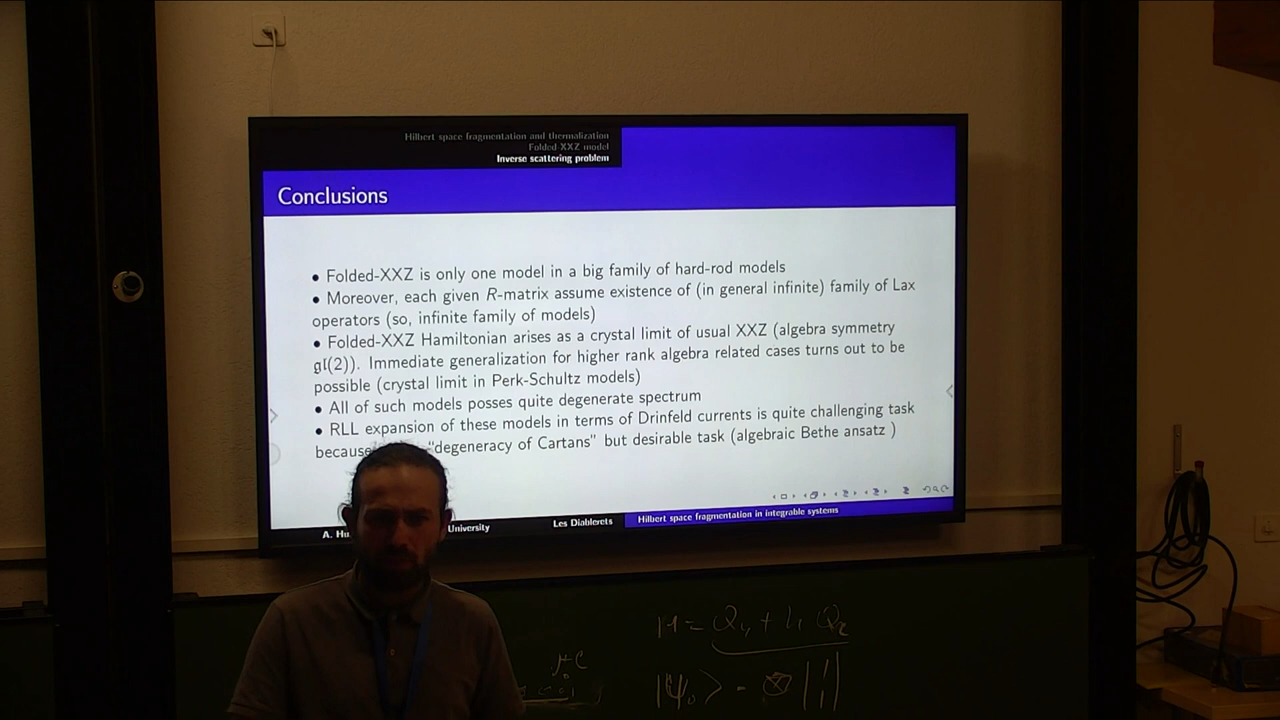 Hilbert space fragmentation and thermalization
Folded-XXZ model
Inverse scattering problem
Conclusions
• Folded-XXZ is only one model in a big family of hard-rod models
• Moreover, each given R-matrix assume existence of (in general infinite) family of Lax
operators (so, infinite family of models)
• Folded-XXZ Hamiltonian arises as a crystal limit of usual XXZ (algebra symmetry
𝔤𝔩(2)). Immediate generalization for higher rank algebra related cases turns out to be
possible (crystal limit in Perk-Schultz models)
• All of such models posses quite degenerate spectrum
• RLL expansion of these models in terms of Drinfeld currents is quite challenging task
because "degeneracy of Cartans" but desirable task (algebraic Bethe ansatz )
A. Hu University Les Diablerets Hilbert space fragmentation in integrable systems